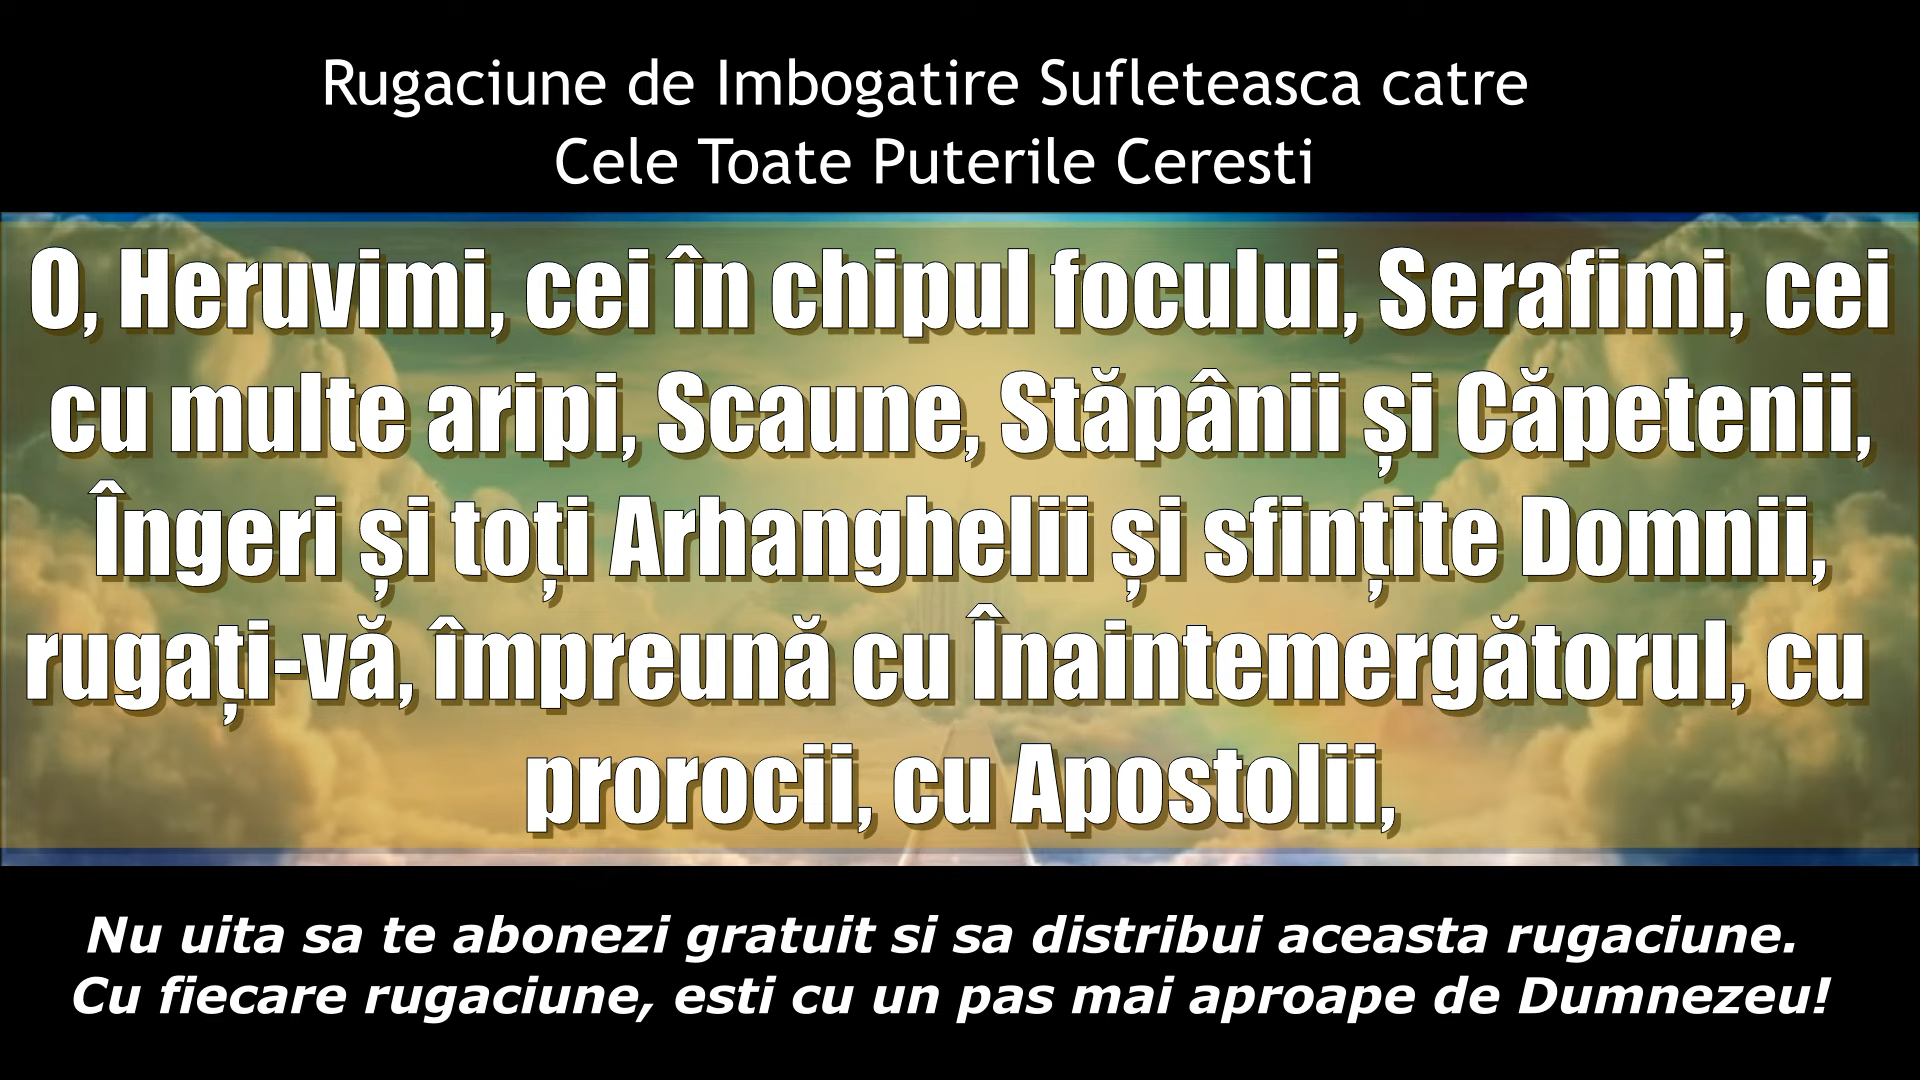 Rugaciune de Imbogatire Sufleteasca catre
Cele Toate Puterile Ceresti
O, Heruvimi, cei în chipul focului, Serafimi, cei
cu multe aripi, Scaune, Stăpânii și Căpetenii,
Îngeri și toți Arhanghelii și sfințite Domnii,
rugați-vă, împreună cu Înaintemergătorul, cu
prorocii, cu Apostolii,
Nu uita sa te abonezi gratuit si sa distribui aceasta rugaciune.
Cu fiecare rugaciune, esti cu un pas mai aproape de Dumnezeu!